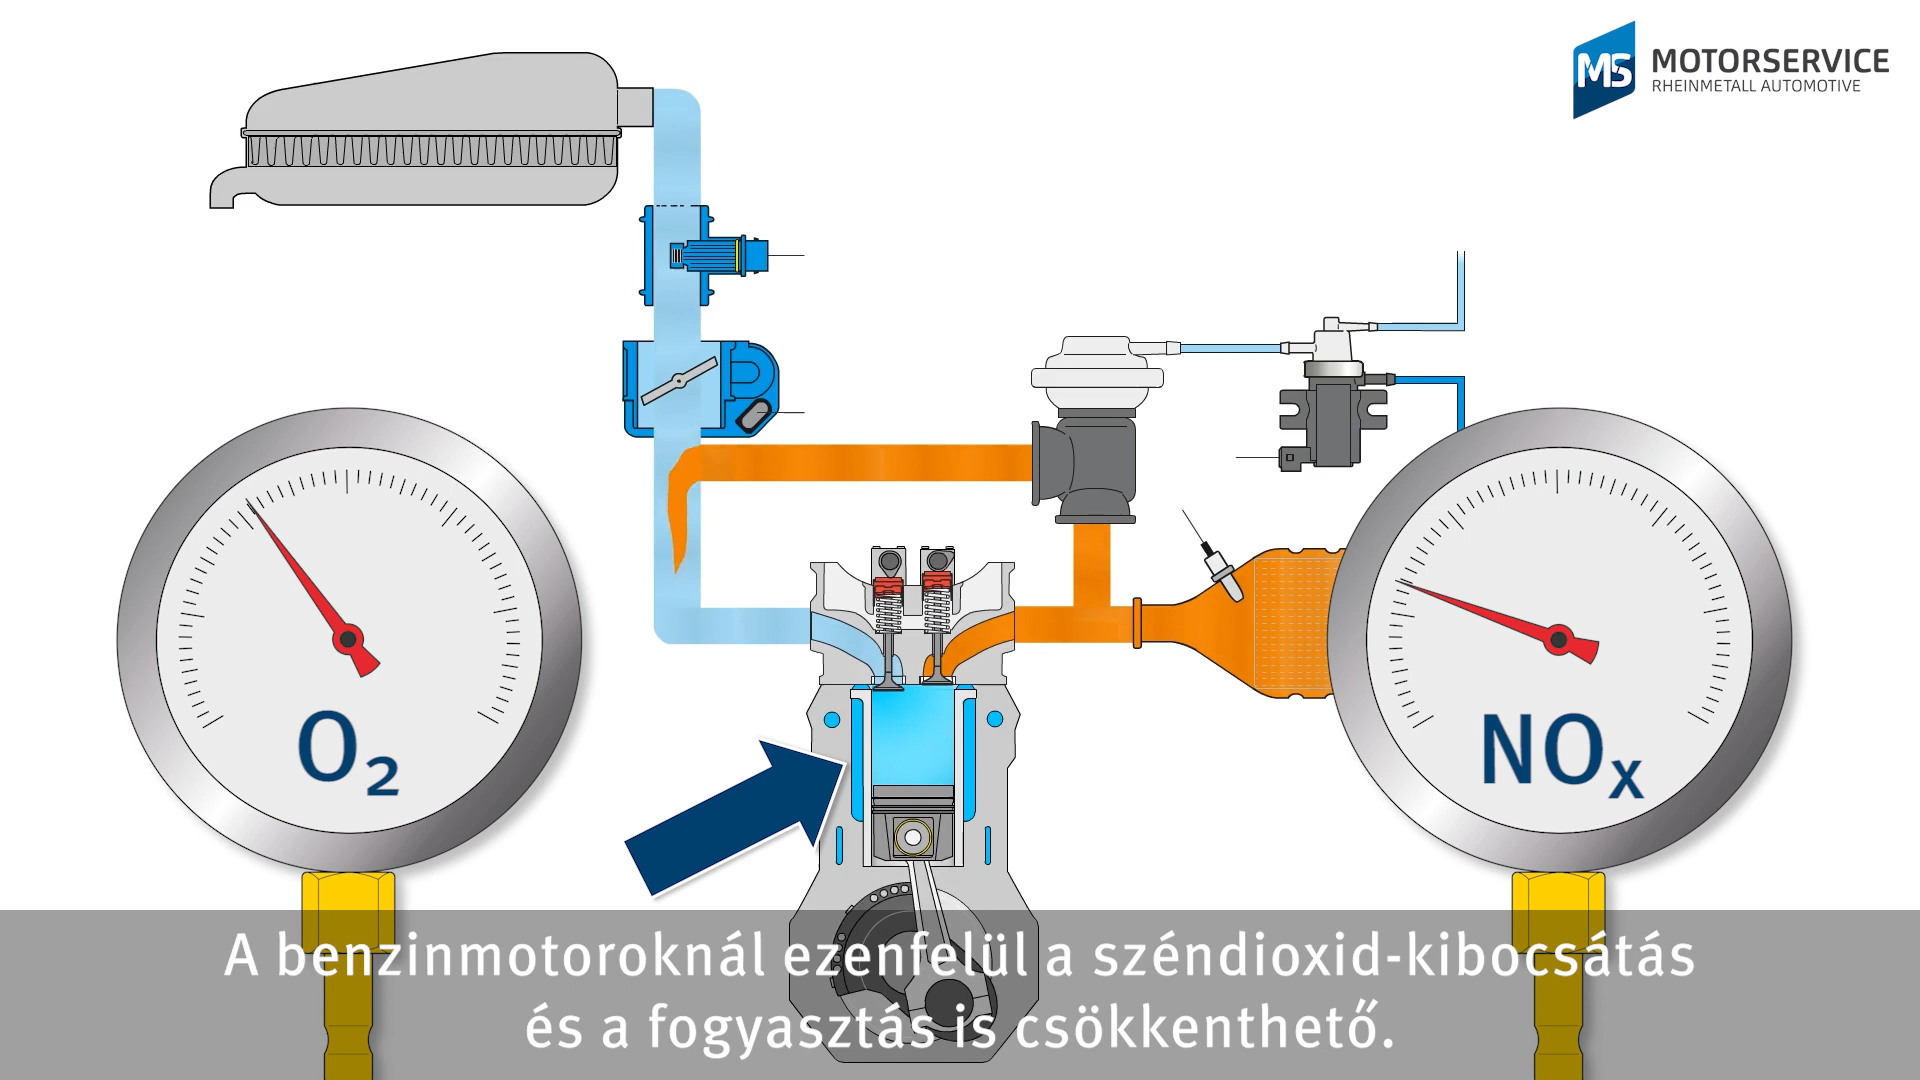 MS MOTORSERVICE
RHEINMETALL AUTOMOTIVE
O₂
NOₓ
A benzinmotoroknál ezenfelül a széndioxid-kibocsátás
és a fogyasztás is csökkenthető.